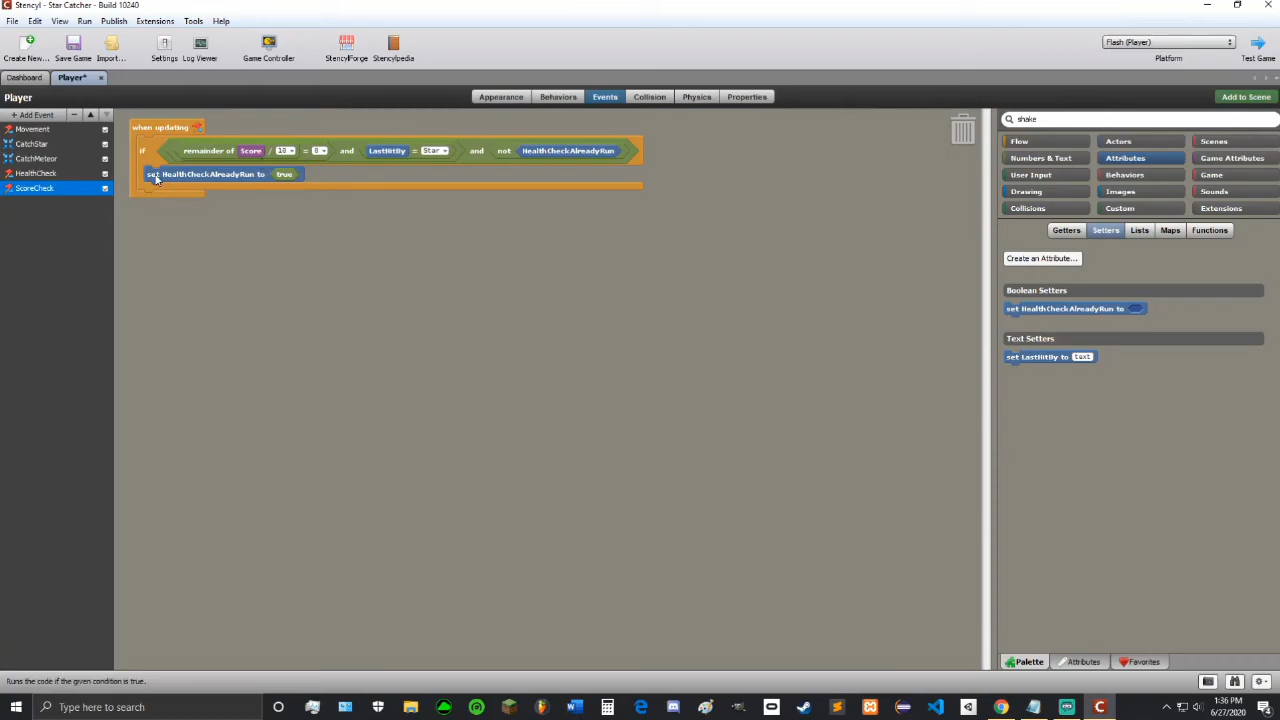 Stencyl - Star Catcher - Build 10240
File Edit View Run Publish Extensions Tools Help
Create New... Save Game Import... Settings Log Viewer Game Controller StencylForge Stencylpedia
Flash (Player)
Platform
Test Game
Dashboard Player*
Player
Appearance Behaviors Events Collision Physics Properties
Add to Scene
+ Add Event
Movement
CatchStar
CatchMeteor
HealthCheck
ScoreCheck
when updating
if remainder of Score / 10 = 0 and LastHitBy = Star and not HealthCheckAlreadyRun
set HealthCheckAlreadyRun to true
shake
Flow Actors Scenes
Numbers & Text Attributes Game Attributes
User Input Behaviors Game
Drawing Images Sounds
Collisions Custom Extensions
Getters Setters Lists Maps Functions
Create an Attribute...
Boolean Setters
set HealthCheckAlreadyRun to
Text Setters
set LastHitBy to text
Palette Attributes Favorites
Runs the code if the given condition is true.
Type here to search
1:36 PM
6/27/2020